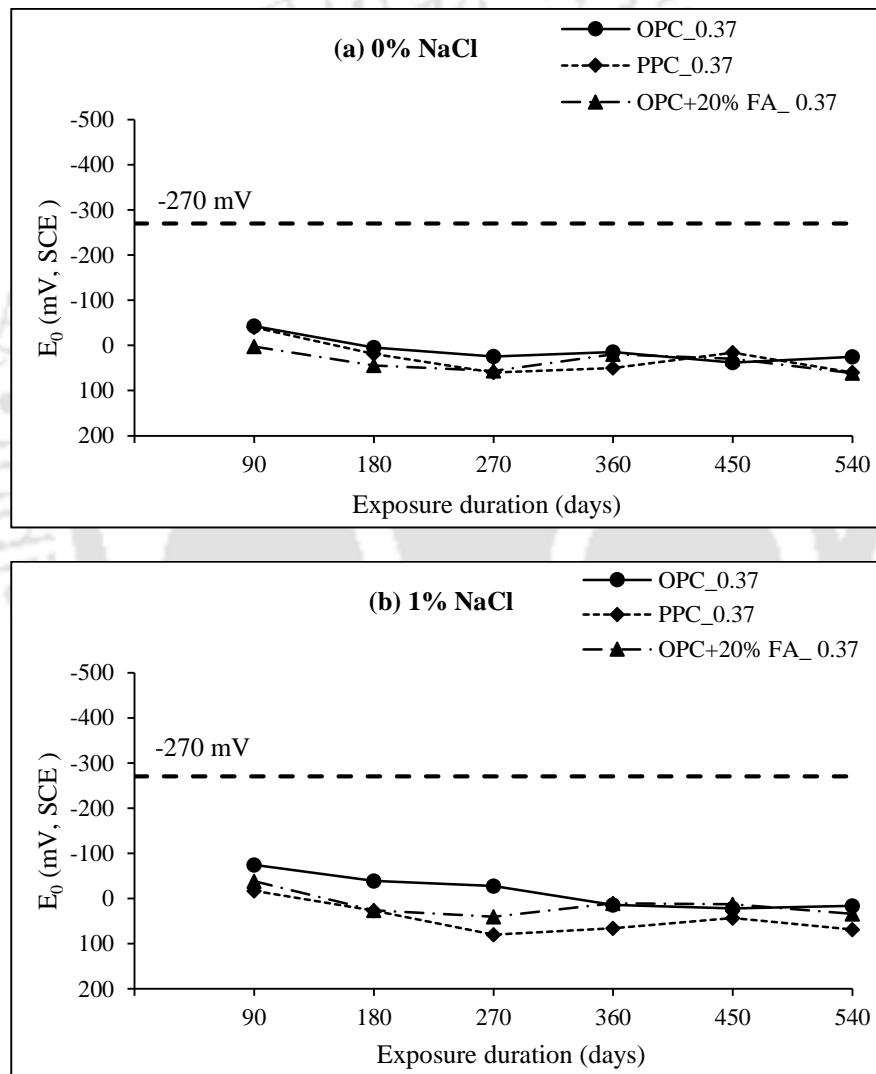 (a) 0% NaCl
OPC_0.37
PPC_0.37
OPC+20% FA_ 0.37
-500
-400
-300
-200
-100
0
100
200
-270 mV
E0 (mV, SCE )
90 180 270 360 450 540
Exposure duration (days)
(b) 1% NaCl
OPC_0.37
PPC_0.37
OPC+20% FA_ 0.37
-500
-400
-300
-200
-100
0
100
200
-270 mV
E0 (mV, SCE )
90 180 270 360 450 540
Exposure duration (days)